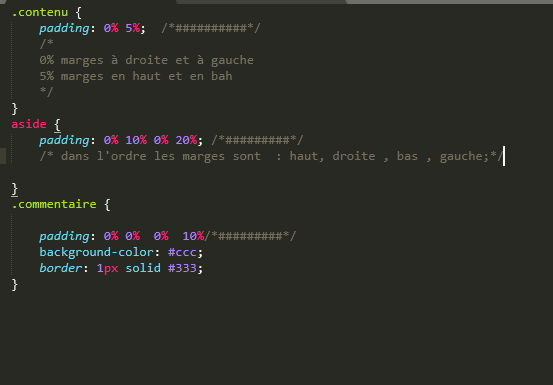 .contenu {
padding: 0% 5%; /*##########*/
/*
0% marges à droite et à gauche
5% marges en haut et en bah
*/
}
aside {
padding: 0% 10% 0% 20%; /*#########*/
/* dans l'ordre les marges sont : haut, droite , bas , gauche;*/
}
.commentaire {
padding: 0% 0% 0% 10%/*#########*/
background-color: #ccc;
border: 1px solid #333;
}